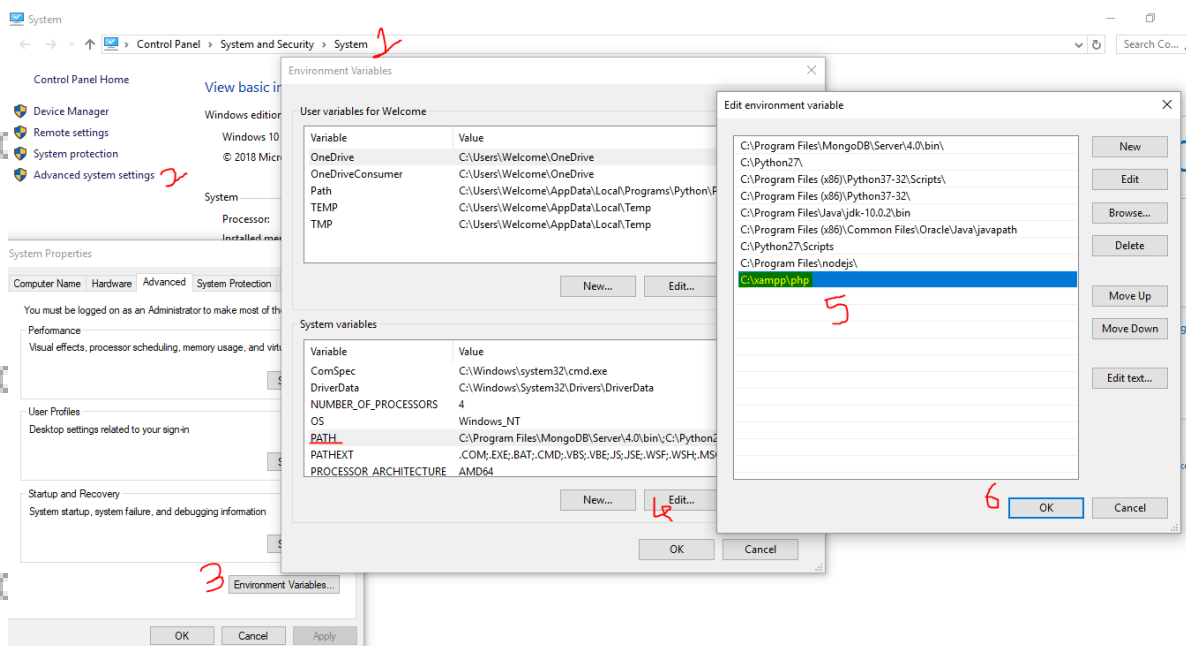 System
Control Panel > System and Security > System
Search Co...
1
Control Panel Home
Device Manager
Remote settings
System protection
Advanced system settings
2
View basic in
Windows edition
Windows 10
© 2018 Micr
System
Processor:
Installed mem
System Properties
Computer Name
Hardware
Advanced
System Protection
You must be logged on as an Administrator to make most of th
Performance
Visual effects, processor scheduling, memory usage, and virtu
User Profiles
Desktop settings related to your sign-in
Startup and Recovery
System startup, system failure, and debugging information
3
Environment Variables...
OK
Cancel
Apply
Environment Variables
User variables for Welcome
Variable Value
OneDrive C:\Users\Welcome\OneDrive
OneDriveConsumer C:\Users\Welcome\OneDrive
Path C:\Users\Welcome\AppData\Local\Programs\Python\P
TEMP C:\Users\Welcome\AppData\Local\Temp
TMP C:\Users\Welcome\AppData\Local\Temp
New...
Edit...
System variables
Variable Value
ComSpec C:\Windows\system32\cmd.exe
DriverData C:\Windows\System32\Drivers\DriverData
NUMBER_OF_PROCESSORS 4
OS Windows_NT
PATH C:\Program Files\MongoDB\Server\4.0\bin\;C:\Python2
PATHEXT .COM;.EXE;.BAT;.CMD;.VBS;.VBE;.JS;.JSE;.WSF;.WSH;.MS
PROCESSOR_ARCHITECTURE AMD64
New...
Edit...
4
OK
Cancel
Edit environment variable
C:\Program Files\MongoDB\Server\4.0\bin\
C:\Python27\
C:\Program Files (x86)\Python37-32\Scripts\
C:\Program Files (x86)\Python37-32\
C:\Program Files\Java\jdk-10.0.2\bin
C:\Program Files (x86)\Common Files\Oracle\Java\javapath
C:\Python27\Scripts
C:\Program Files\nodejs\
C:\xampp\php
5
New
Edit
Browse...
Delete
Move Up
Move Down
Edit text...
6
OK
Cancel